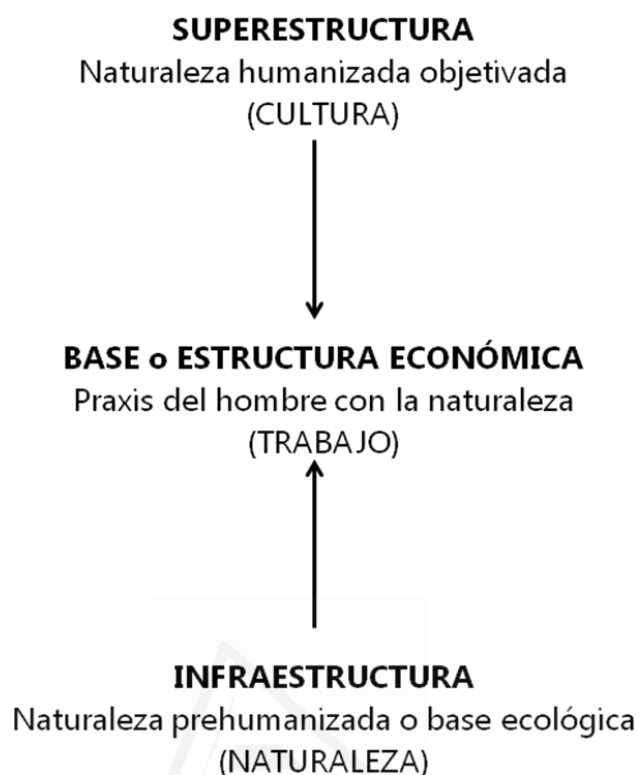 SUPERESTRUCTURA
Naturaleza humanizada objetivada
(CULTURA)
BASE o ESTRUCTURA ECONÓMICA
Praxis del hombre con la naturaleza
(TRABAJO)
INFRAESTRUCTURA
Naturaleza prehumanizada o base ecológica
(NATURALEZA)